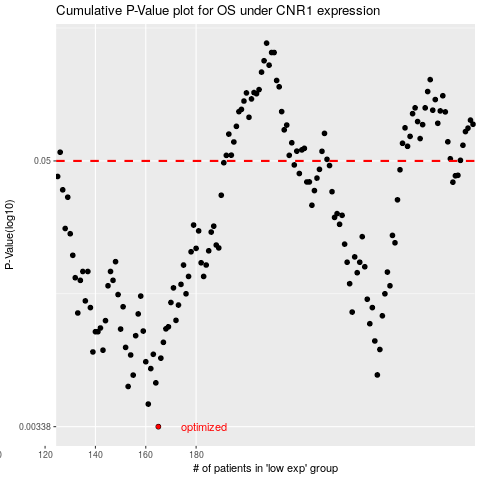 Cumulative P-Value plot for OS under CNR1 expression
0.05
P-Value(log10)
0.00338
optimized
0 120 140 160 180
# of patients in 'low exp' group